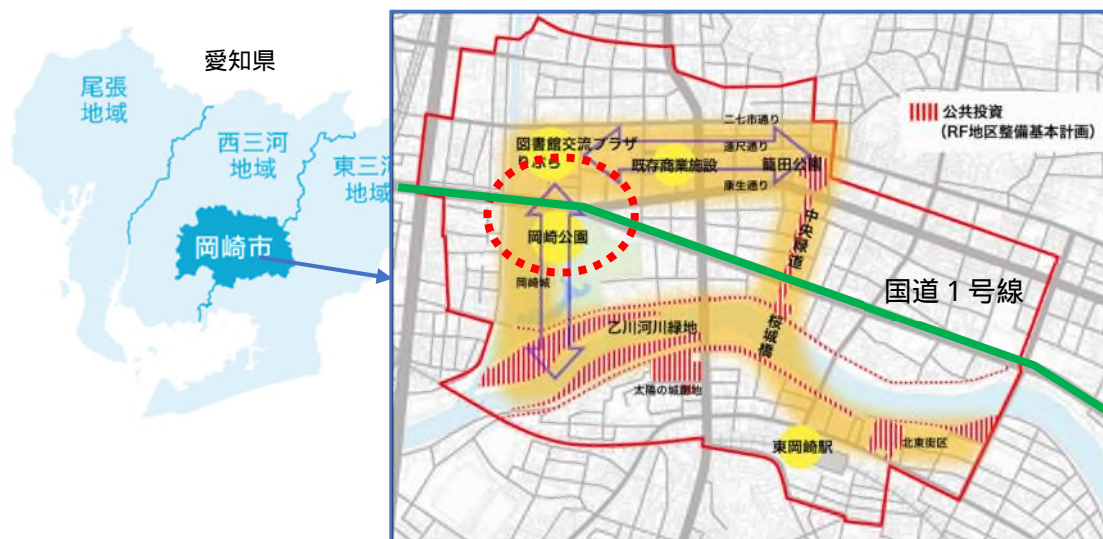 愛知県
尾張
地域
西三河
地域
東三河
地域
岡崎市
公共投資
(RF地区整備基本計画)
二七市通り
連尺通り
康生通り
図書館交流プラザ
りぶら
既存商業施設
籠田公園
中央緑道
岡崎公園
岡崎城
国道1号線
乙川河川緑地
桜城橋
太陽の城跡地
東岡崎駅
北東街区